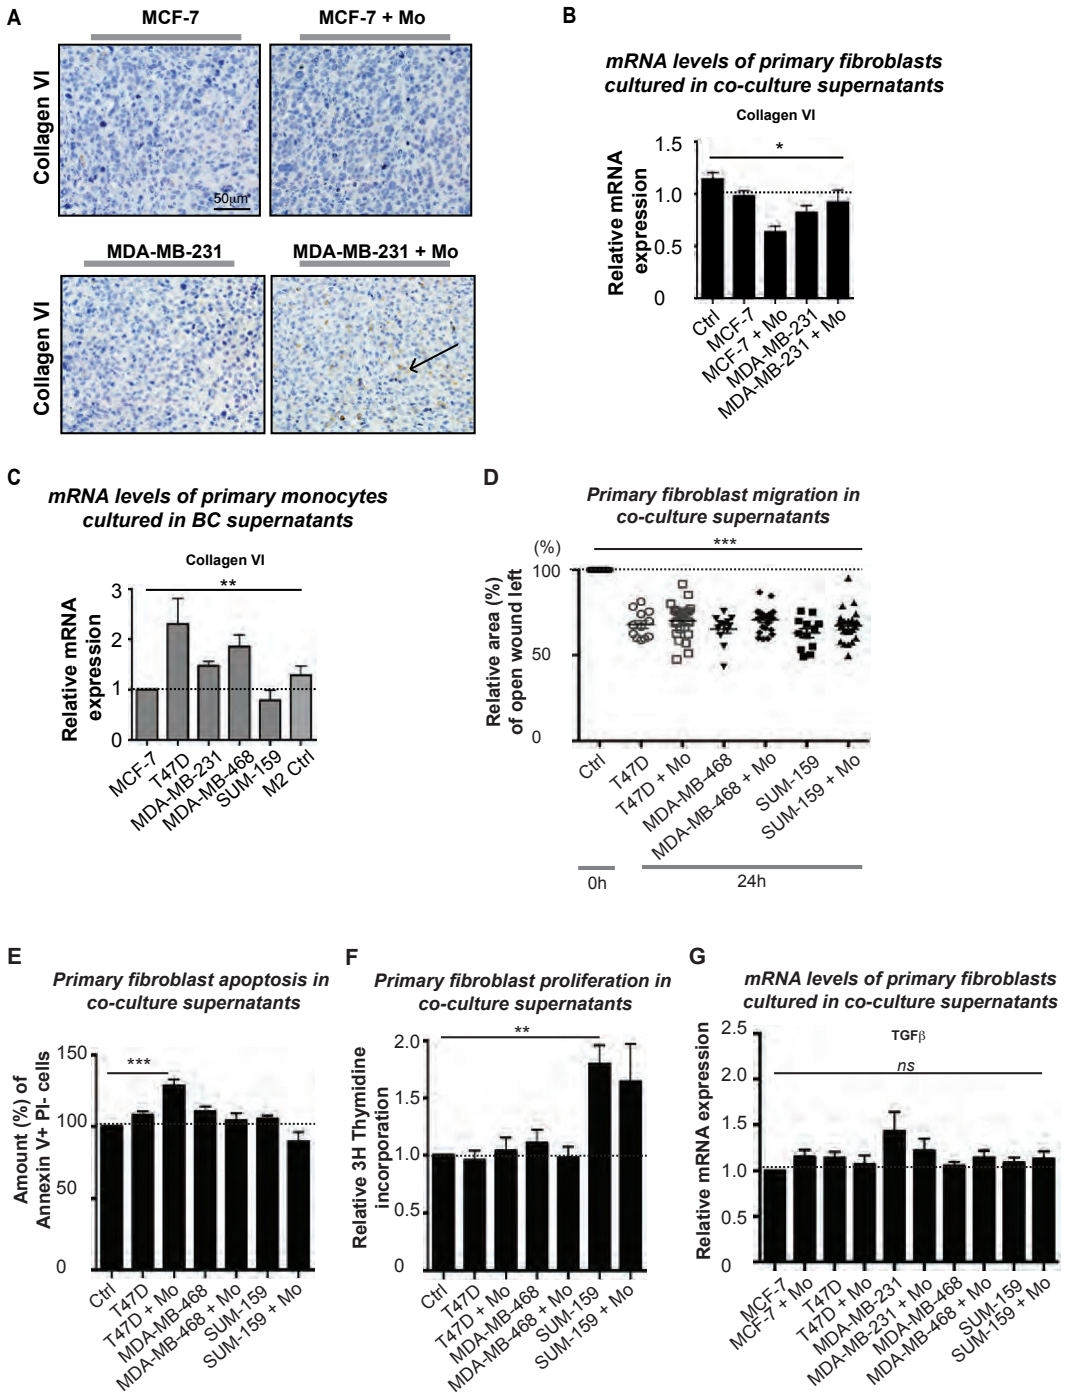 A
MCF-7
MCF-7 + Mo
Collagen VI
50µm
MDA-MB-231
MDA-MB-231 + Mo
Collagen VI
B
mRNA levels of primary fibroblasts
cultured in co-culture supernatants
Collagen VI
Relative mRNA
expression
1.5
1.0
0.5
0
*
Ctrl
MCF-7
MCF-7 + Mo
MDA-MB-231
MDA-MB-231 + Mo
C
mRNA levels of primary monocytes
cultured in BC supernatants
Collagen VI
Relative mRNA
expression
3
2
1
0
**
MCF-7
T47D
MDA-MB-231
MDA-MB-468
SUM-159
M2 Ctrl
D
Primary fibroblast migration in
co-culture supernatants
(%)
***
Relative area (%)
of open wound left
100
50
0
Ctrl
T47D
T47D + Mo
MDA-MB-468
MDA-MB-468 + Mo
SUM-159
SUM-159 + Mo
0h
24h
E
Primary fibroblast apoptosis in
co-culture supernatants
Amount (%) of
Annexin V+ PI- cells
150
100
50
0
***
Ctrl
T47D
T47D + Mo
MDA-MB-468
MDA-MB-468 + Mo
SUM-159
SUM-159 + Mo
F
Primary fibroblast proliferation in
co-culture supernatants
Relative 3H Thymidine
incorporation
2.0
1.5
1.0
0.5
0
**
Ctrl
T47D
T47D + Mo
MDA-MB-468
MDA-MB-468 + Mo
SUM-159
SUM-159 + Mo
G
mRNA levels of primary fibroblasts
cultured in co-culture supernatants
TGFβ
Relative mRNA expression
2.5
2.0
1.5
1.0
0.5
0
ns
MCF-7
MCF-7 + Mo
T47D
T47D + Mo
MDA-MB-231
MDA-MB-231 + Mo
MDA-MB-468
MDA-MB-468 + Mo
SUM-159
SUM-159 + Mo